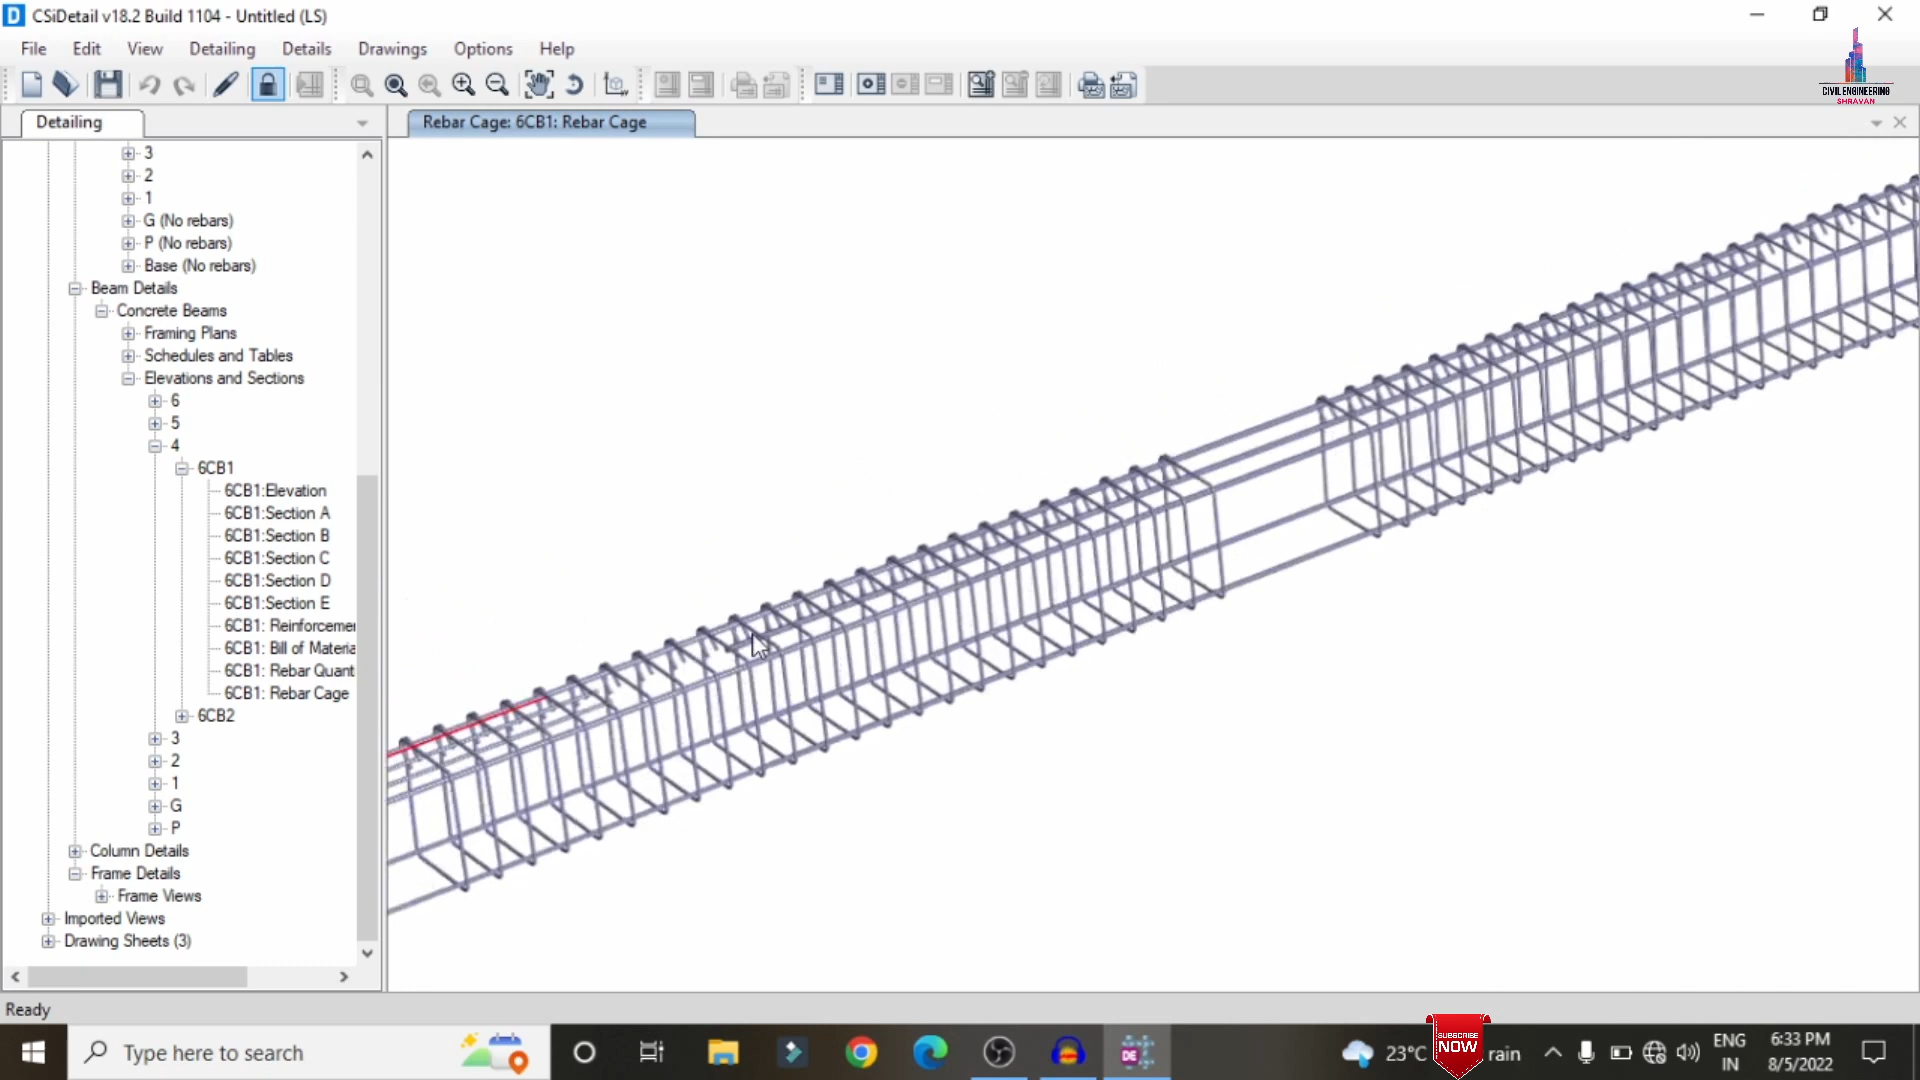 CSiDetail v18.2 Build 1104 - Untitled (LS)
File Edit View Detailing Details Drawings Options Help
CIVIL ENGINEERING
SHRAVAN
Detailing
Rebar Cage: 6CB1: Rebar Cage
3
2
1
G (No rebars)
P (No rebars)
Base (No rebars)
Beam Details
Concrete Beams
Framing Plans
Schedules and Tables
Elevations and Sections
6
5
4
6CB1
6CB1:Elevation
6CB1:Section A
6CB1:Section B
6CB1:Section C
6CB1:Section D
6CB1:Section E
6CB1: Reinforcemer
6CB1: Bill of Materia
6CB1: Rebar Quant
6CB1: Rebar Cage
6CB2
3
2
1
G
P
Column Details
Frame Details
Frame Views
Imported Views
Drawing Sheets (3)
Ready
Type here to search
DE
23°C
SUBSCRIBE
NOW
rain
ENG
IN
6:33 PM
8/5/2022